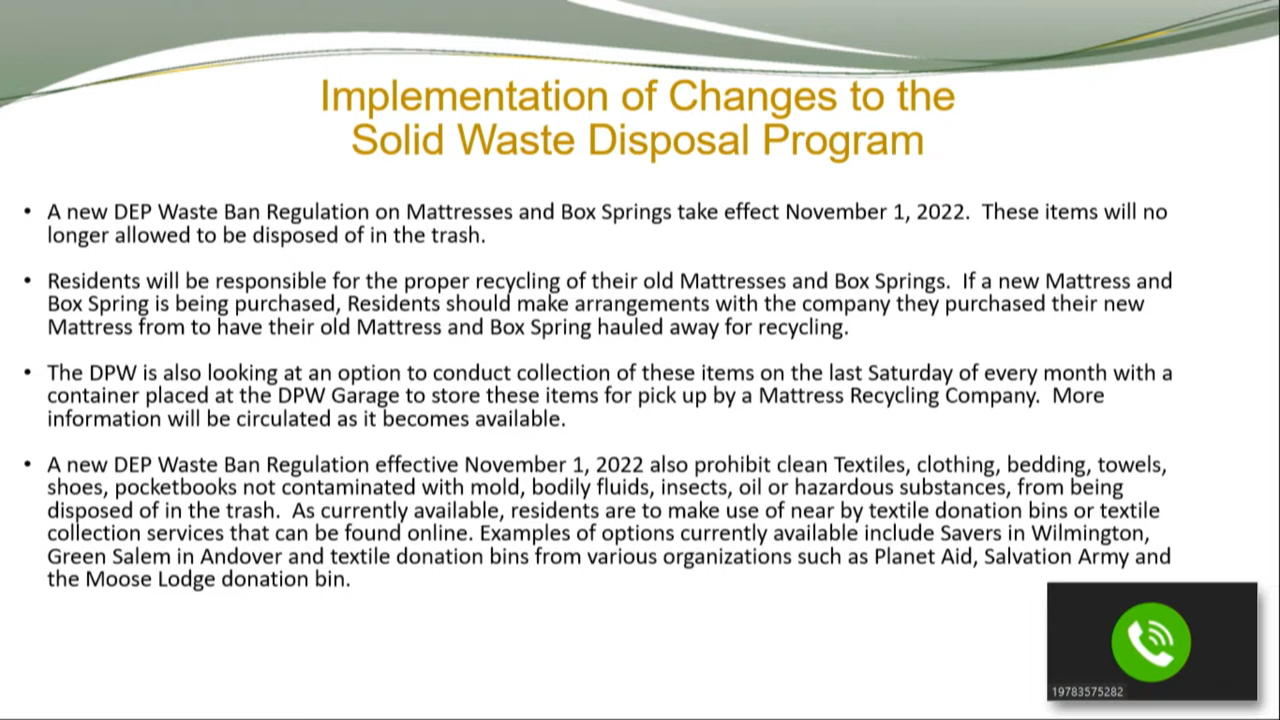 Implementation of Changes to the
Solid Waste Disposal Program
• A new DEP Waste Ban Regulation on Mattresses and Box Springs take effect November 1, 2022.  These items will no
longer allowed to be disposed of in the trash.
• Residents will be responsible for the proper recycling of their old Mattresses and Box Springs.  If a new Mattress and
Box Spring is being purchased, Residents should make arrangements with the company they purchased their new
Mattress from to have their old Mattress and Box Spring hauled away for recycling.
• The DPW is also looking at an option to conduct collection of these items on the last Saturday of every month with a
container placed at the DPW Garage to store these items for pick up by a Mattress Recycling Company.  More
information will be circulated as it becomes available.
• A new DEP Waste Ban Regulation effective November 1, 2022 also prohibit clean Textiles, clothing, bedding, towels,
shoes, pocketbooks not contaminated with mold, bodily fluids, insects, oil or hazardous substances, from being
disposed of in the trash.  As currently available, residents are to make use of near by textile donation bins or textile
collection services that can be found online. Examples of options currently available include Savers in Wilmington,
Green Salem in Andover and textile donation bins from various organizations such as Planet Aid, Salvation Army and
the Moose Lodge donation bin.
19783575282